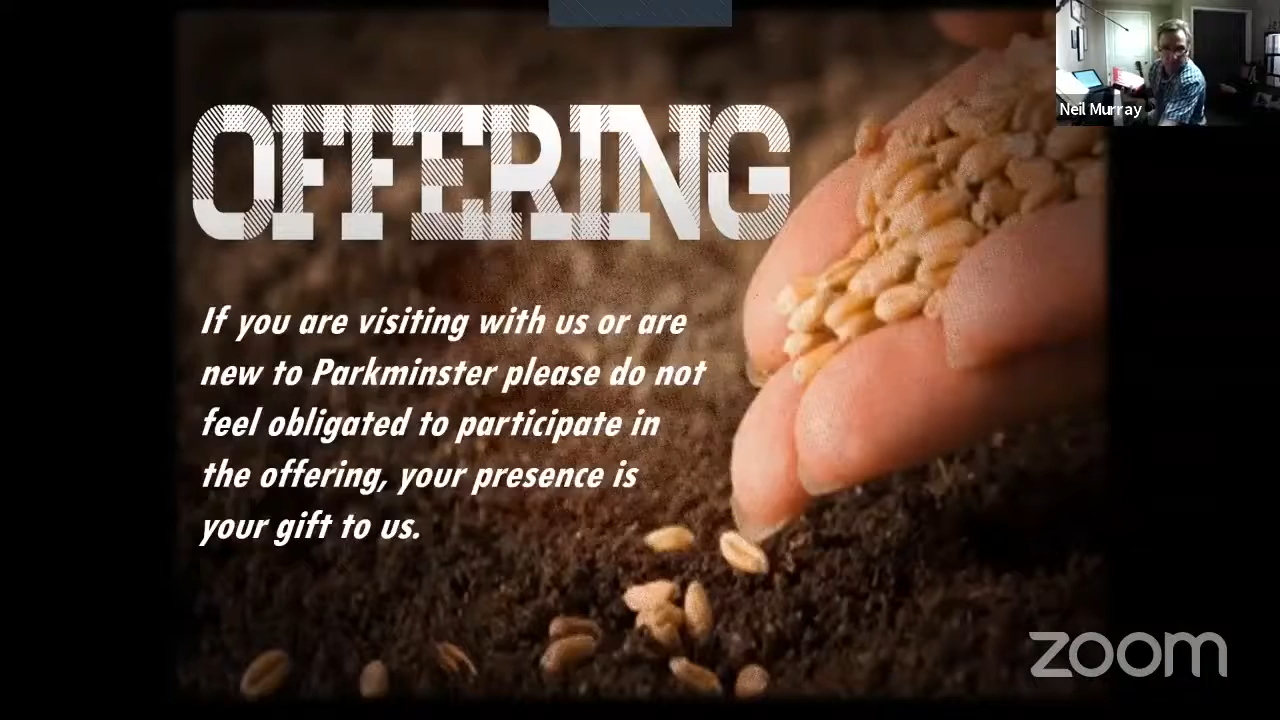 Neil Murray
OFFERING
If you are visiting with us or are
new to Parkminster please do not
feel obligated to participate in
the offering, your presence is
your gift to us.
zoom